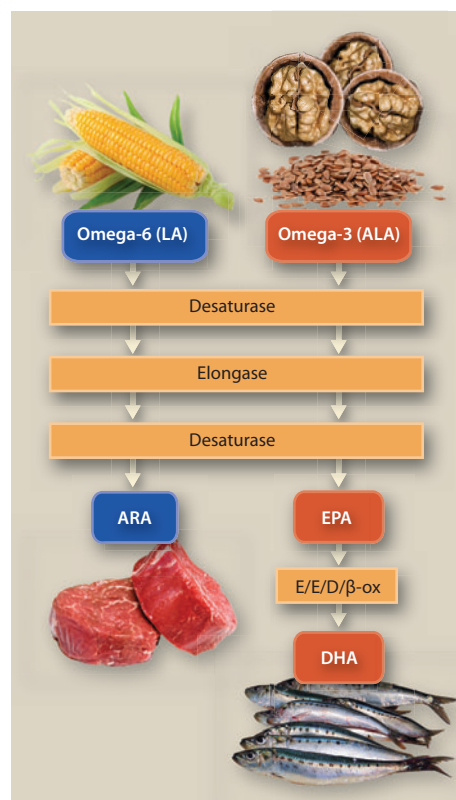 Omega-6 (LA)
Omega-3 (ALA)
Desaturase
Elongase
Desaturase
ARA
EPA
E/E/D/β-ox
DHA